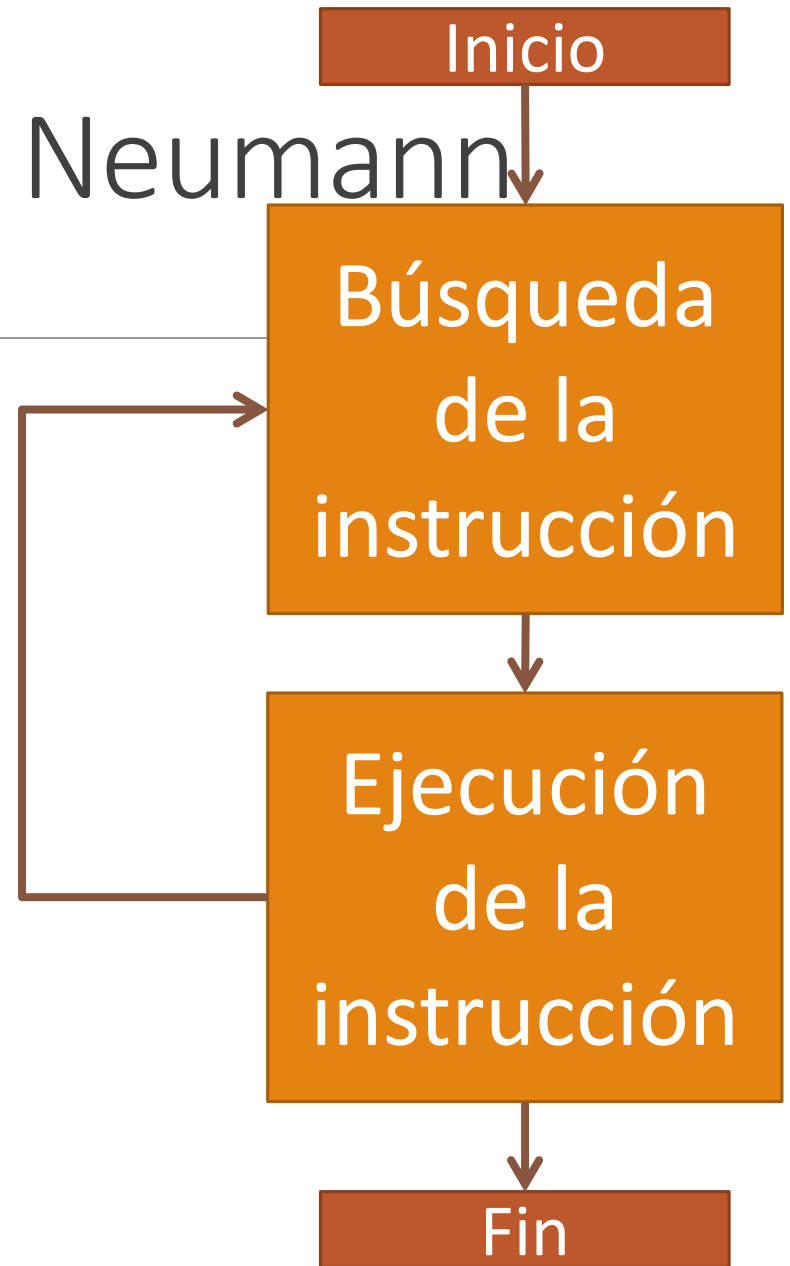 Inicio
Neumann
Búsqueda
de la
instrucción
Ejecución
de la
instrucción
Fin